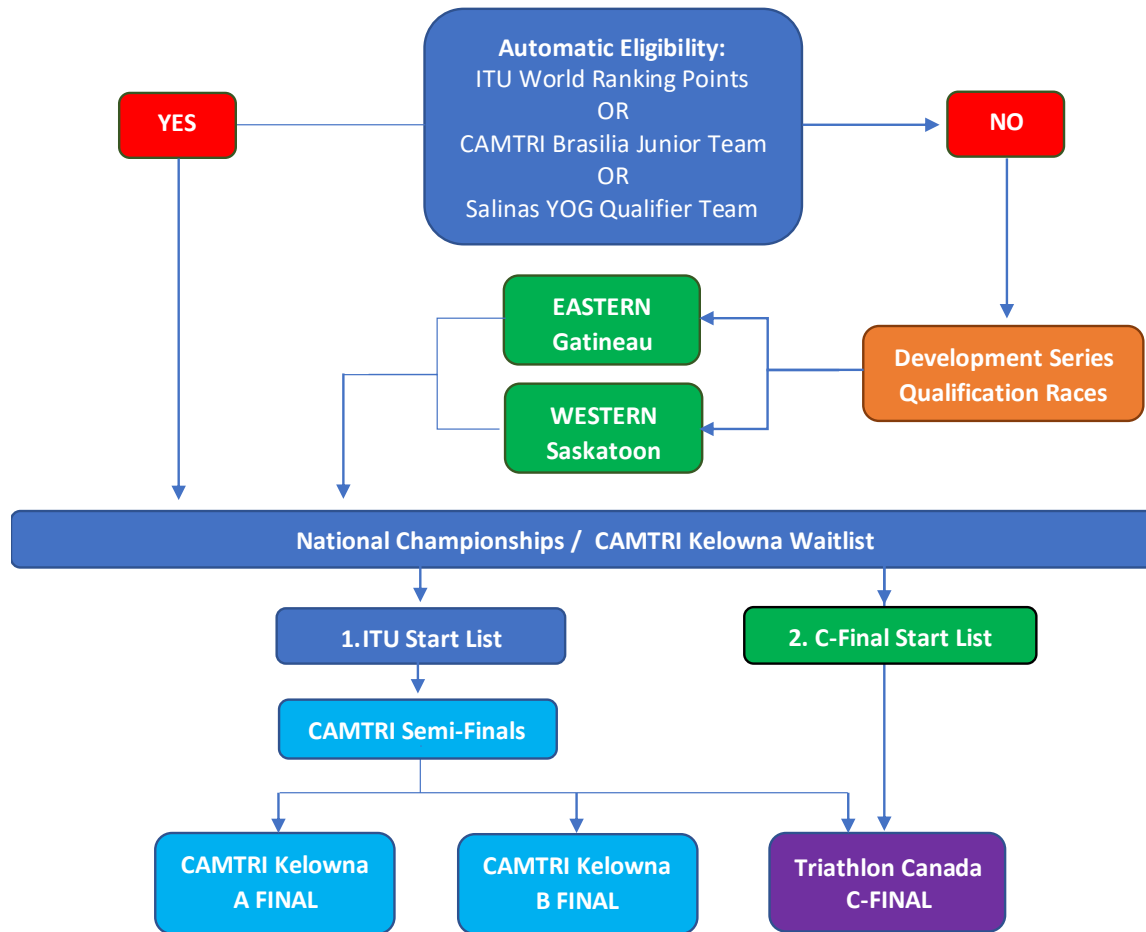 Automatic Eligibility:
ITU World Ranking Points
OR
CAMTRI Brasilia Junior Team
OR
Salinas YOG Qualifier Team
YES
NO
EASTERN
Gatineau
WESTERN
Saskatoon
Development Series
Qualification Races
National Championships / CAMTRI Kelowna Waitlist
1.ITU Start List
2. C-Final Start List
CAMTRI Semi-Finals
CAMTRI Kelowna
A FINAL
CAMTRI Kelowna
B FINAL
Triathlon Canada
C-FINAL